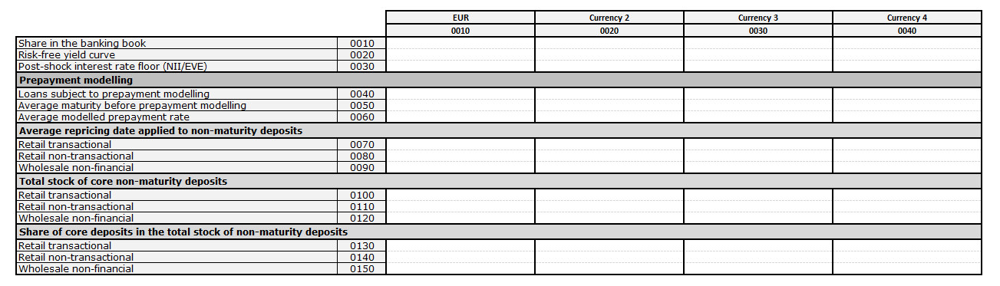 EUR Currency 2 Currency 3 Currency 4
0010 0020 0030 0040
Share in the banking book 0010
Risk-free yield curve 0020
Post-shock interest rate floor (NII/EVE) 0030
Prepayment modelling
Loans subject to prepayment modelling 0040
Average maturity before prepayment modelling 0050
Average modelled prepayment rate 0060
Average repricing date applied to non-maturity deposits
Retail transactional 0070
Retail non-transactional 0080
Wholesale non-financial 0090
Total stock of core non-maturity deposits
Retail transactional 0100
Retail non-transactional 0110
Wholesale non-financial 0120
Share of core deposits in the total stock of non-maturity deposits
Retail transactional 0130
Retail non-transactional 0140
Wholesale non-financial 0150